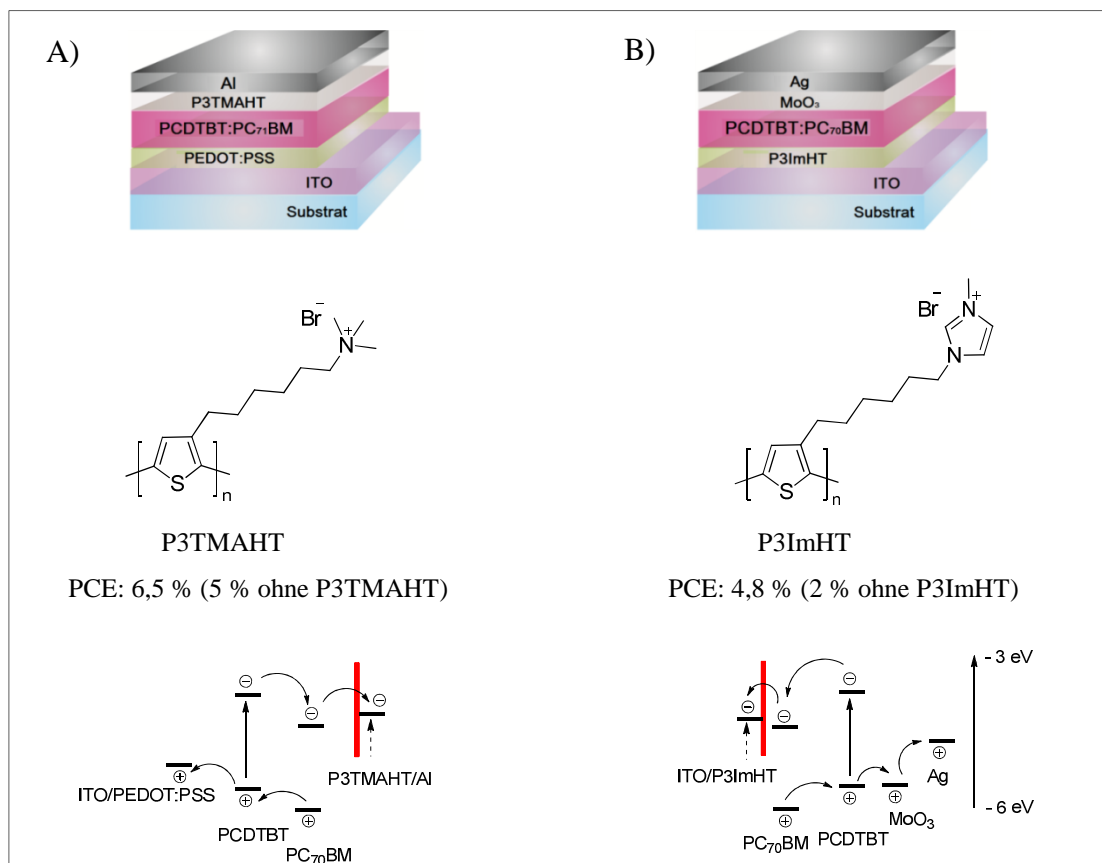 A)
Al
P3TMAHT
PCDTBT:PC₇₁BM
PEDOT:PSS
ITO
Substrat
Br⁻
N⁺
S
n
P3TMAHT
PCE: 6,5 % (5 % ohne P3TMAHT)
P3TMAHT/Al
ITO/PEDOT:PSS
PCDTBT
PC₇₀BM
B)
Ag
MoO₃
PCDTBT:PC₇₀BM
P3ImHT
ITO
Substrat
Br⁻
N⁺
N
S
n
P3ImHT
PCE: 4,8 % (2 % ohne P3ImHT)
- 3 eV
ITO/P3ImHT
Ag
MoO₃
PC₇₀BM
PCDTBT
- 6 eV